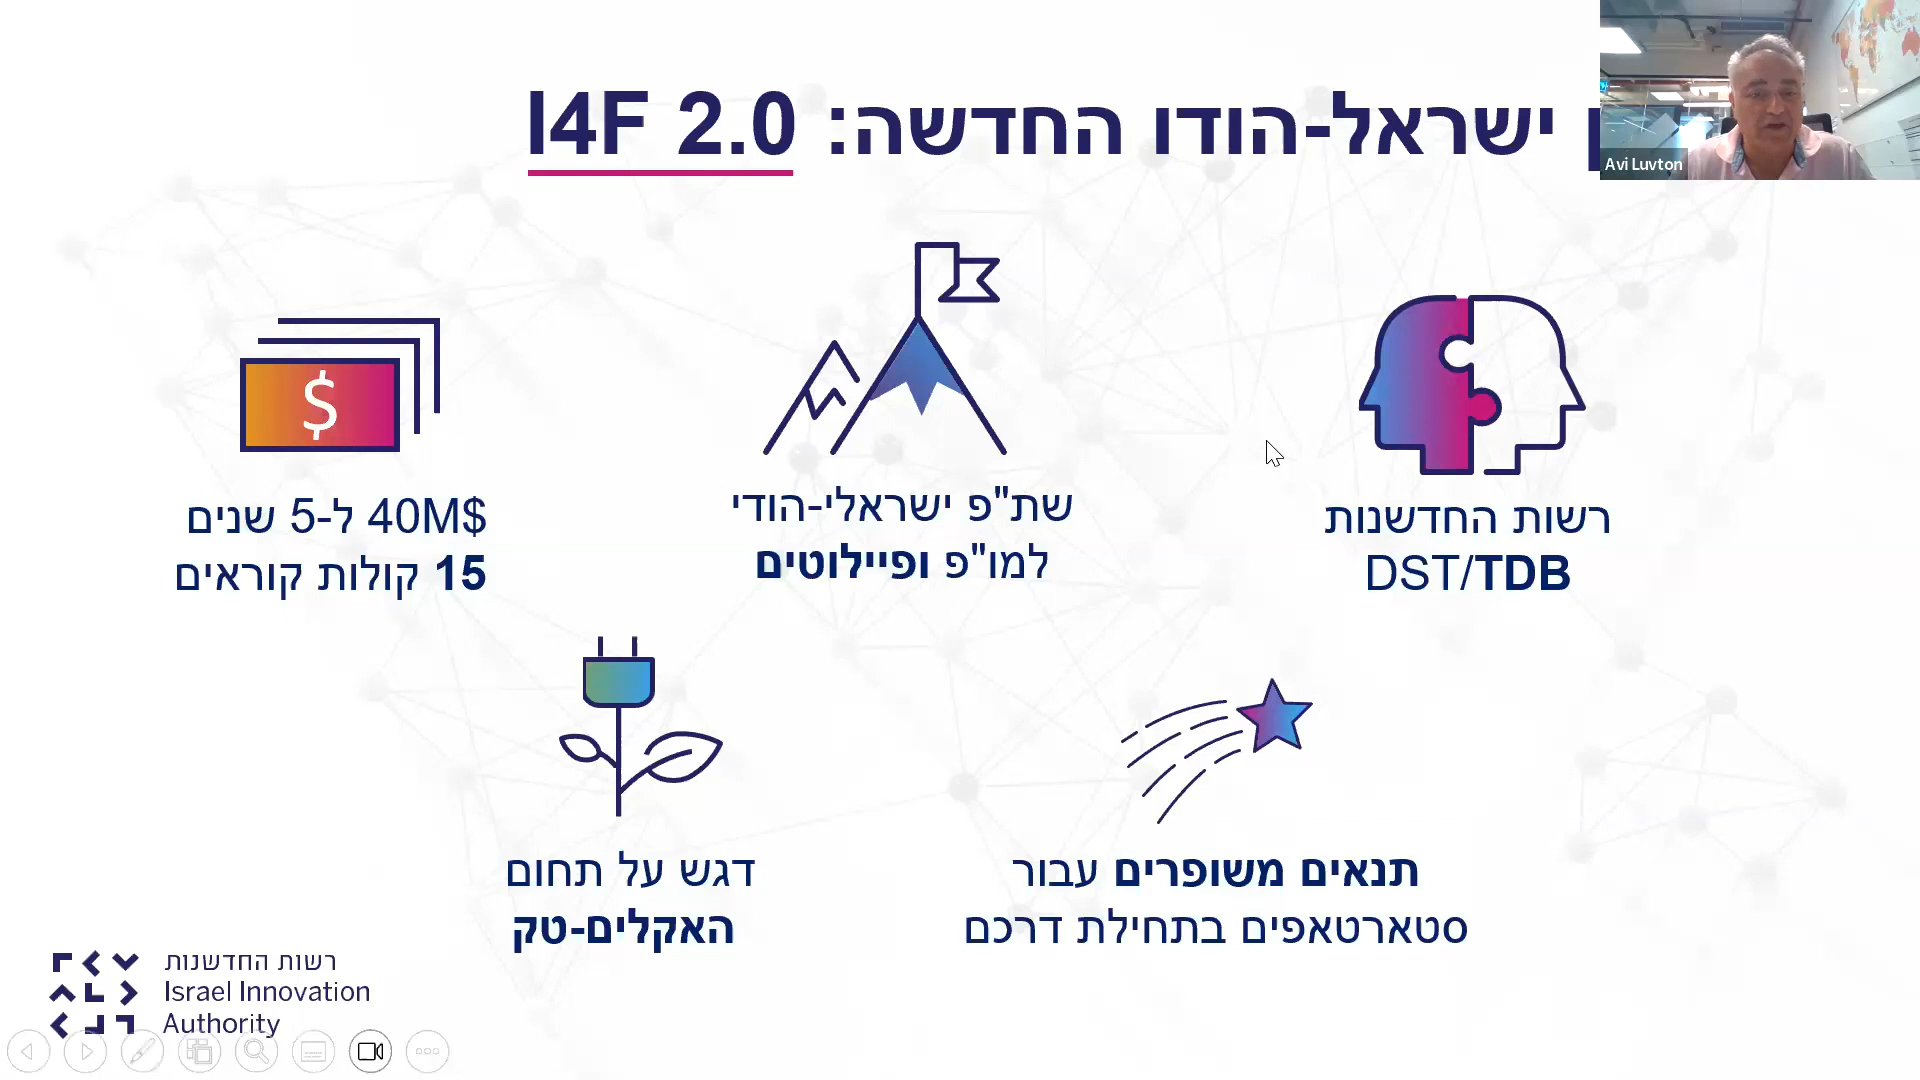 ישראל-הודו החדשה: I4F 2.0
Avi Luvton
רשות החדשנות
DST/TDB
שת"פ ישראלי-הודי
למו"פ ופיילוטים
40M$ ל-5 שנים
15 קולות קוראים
תנאים משופרים עבור
סטארטאפים בתחילת דרכם
דגש על תחום
האקלים-טק
רשות החדשנות
Israel Innovation
Authority